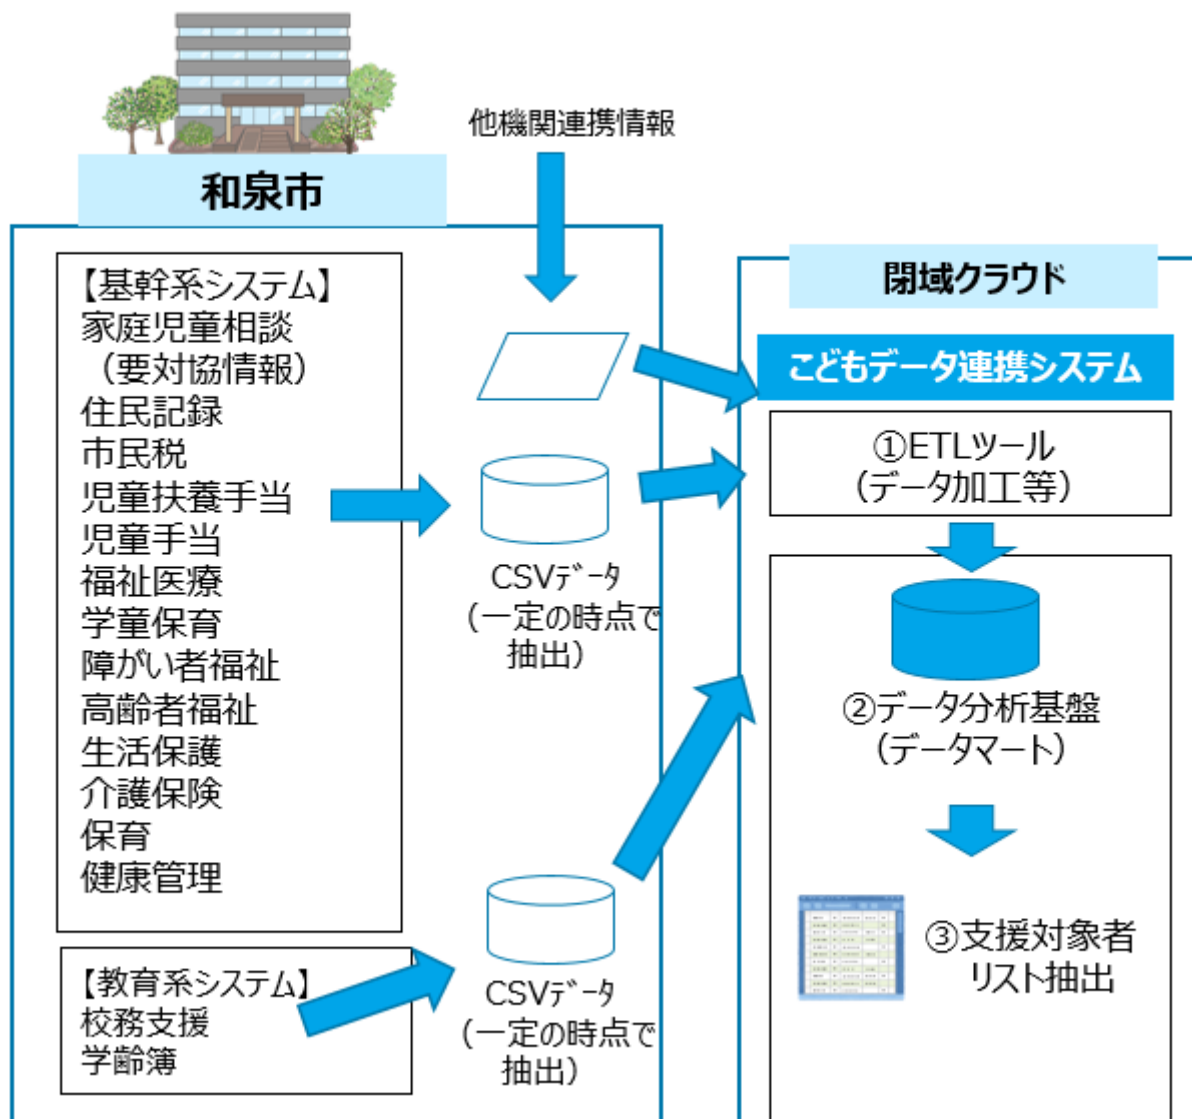 他機関連携情報
和泉市
【基幹系システム】
家庭児童相談
（要対協情報）
住民記録
市民税
児童扶養手当
児童手当
福祉医療
学童保育
障がい者福祉
高齢者福祉
生活保護
介護保険
保育
健康管理
【教育系システム】
校務支援
学齢簿
CSVﾃﾞｰﾀ
（一定の時点で
抽出）
CSVﾃﾞｰﾀ
（一定の時点で
抽出）
閉域クラウド
こどもデータ連携システム
①ETLツール
（データ加工等）
②データ分析基盤
（データマート）
③支援対象者
リスト抽出